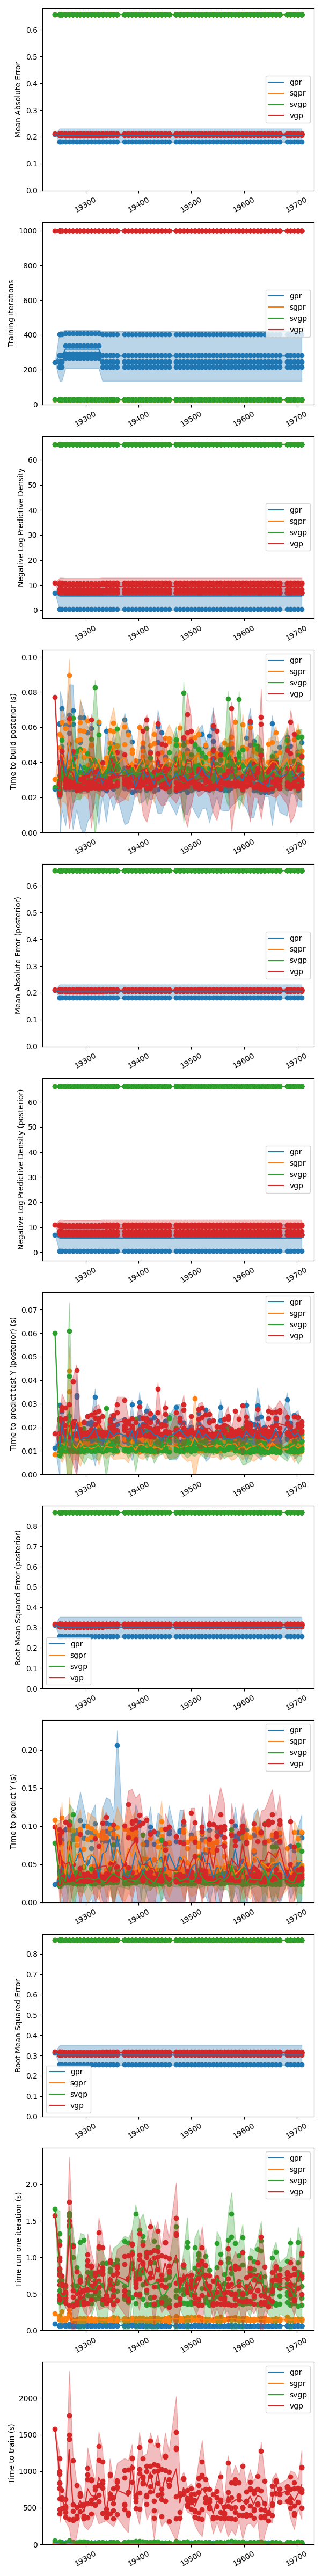 Mean Absolute Error
0.6
0.5
0.4
0.3
0.2
0.1
0.0
gpr
sgpr
svgp
vgp
19300 19400 19500 19600 19700
Training iterations
1000
800
600
400
200
0
gpr
sgpr
svgp
vgp
19300 19400 19500 19600 19700
Negative Log Predictive Density
60
50
40
30
20
10
0
gpr
sgpr
svgp
vgp
19300 19400 19500 19600 19700
Time to build posterior (s)
0.10
0.08
0.06
0.04
0.02
0.00
gpr
sgpr
svgp
vgp
19300 19400 19500 19600 19700
Mean Absolute Error (posterior)
0.6
0.5
0.4
0.3
0.2
0.1
0.0
gpr
sgpr
svgp
vgp
19300 19400 19500 19600 19700
Negative Log Predictive Density (posterior)
60
50
40
30
20
10
0
gpr
sgpr
svgp
vgp
19300 19400 19500 19600 19700
Time to predict test Y (posterior) (s)
0.07
0.06
0.05
0.04
0.03
0.02
0.01
0.00
gpr
sgpr
svgp
vgp
19300 19400 19500 19600 19700
Root Mean Squared Error (posterior)
0.8
0.7
0.6
0.5
0.4
0.3
0.2
0.1
0.0
gpr
sgpr
svgp
vgp
19300 19400 19500 19600 19700
Time to predict Y (s)
0.20
0.15
0.10
0.05
0.00
gpr
sgpr
svgp
vgp
19300 19400 19500 19600 19700
Root Mean Squared Error
0.8
0.7
0.6
0.5
0.4
0.3
0.2
0.1
0.0
gpr
sgpr
svgp
vgp
19300 19400 19500 19600 19700
Time run one iteration (s)
2.0
1.5
1.0
0.5
0.0
gpr
sgpr
svgp
vgp
19300 19400 19500 19600 19700
Time to train (s)
2000
1500
1000
500
0
gpr
sgpr
svgp
vgp
19300 19400 19500 19600 19700